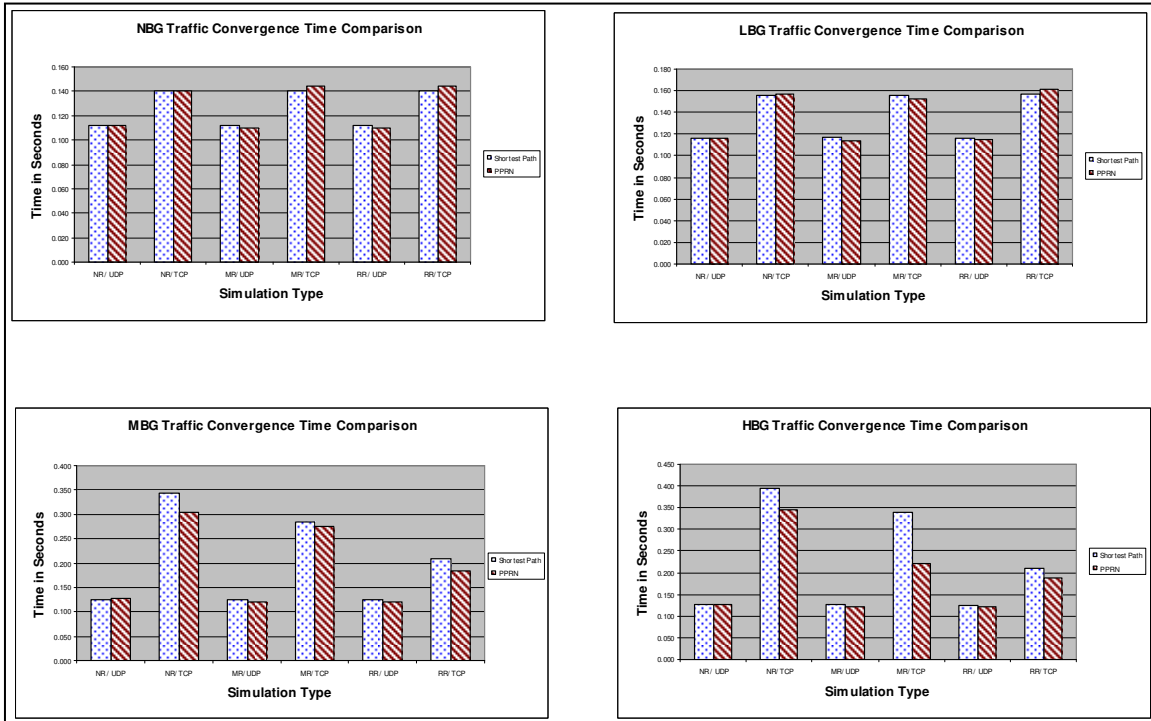 NBG Traffic Convergence Time Comparison
0.160
0.140
0.120
0.100
0.080
0.060
0.040
0.020
0.000
Time in Seconds
NR/ UDP
NR/ TCP
MR/ UDP
MR/ TCP
RR/ UDP
RR/ TCP
Simulation Type
Shortest Path
PPRN
LBG Traffic Convergence Time Comparison
0.180
0.160
0.140
0.120
0.100
0.080
0.060
0.040
0.020
0.000
Time in Seconds
NR/ UDP
NR/ TCP
MR/ UDP
MR/ TCP
RR/ UDP
RR/ TCP
Simulation Type
Shortest Path
PPRN
MBG Traffic Convergence Time Comparison
0.400
0.350
0.300
0.250
0.200
0.150
0.100
0.050
0.000
Time in Seconds
NR/ UDP
NR/ TCP
MR/ UDP
MR/ TCP
RR/ UDP
RR/ TCP
Simulation Type
Shortest Path
PPRN
HBG Traffic Convergence Time Comparison
0.450
0.400
0.350
0.300
0.250
0.200
0.150
0.100
0.050
0.000
Time in Seconds
NR/ UDP
NR/ TCP
MR/ UDP
MR/ TCP
RR/ UDP
RR/ TCP
Simulation Type
Shortest Path
PPRN